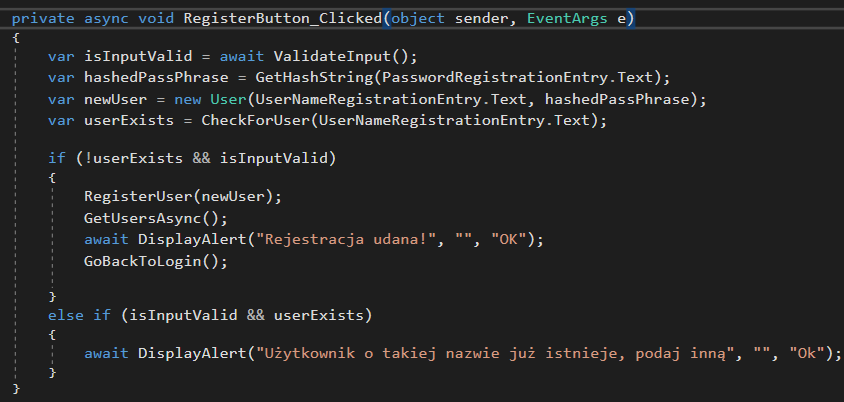 private async void RegisterButton_Clicked(object sender, EventArgs e)
{
var isInputValid = await ValidateInput();
var hashedPassPhrase = GetHashString(PasswordRegistrationEntry.Text);
var newUser = new User(UserNameRegistrationEntry.Text, hashedPassPhrase);
var userExists = CheckForUser(UserNameRegistrationEntry.Text);
if (!userExists && isInputValid)
{
RegisterUser(newUser);
GetUsersAsync();
await DisplayAlert("Rejestracja udana!", "", "OK");
GoBackToLogin();
}
else if (isInputValid && userExists)
{
await DisplayAlert("Użytkownik o takiej nazwie już istnieje, podaj inną", "", "Ok");
}
}